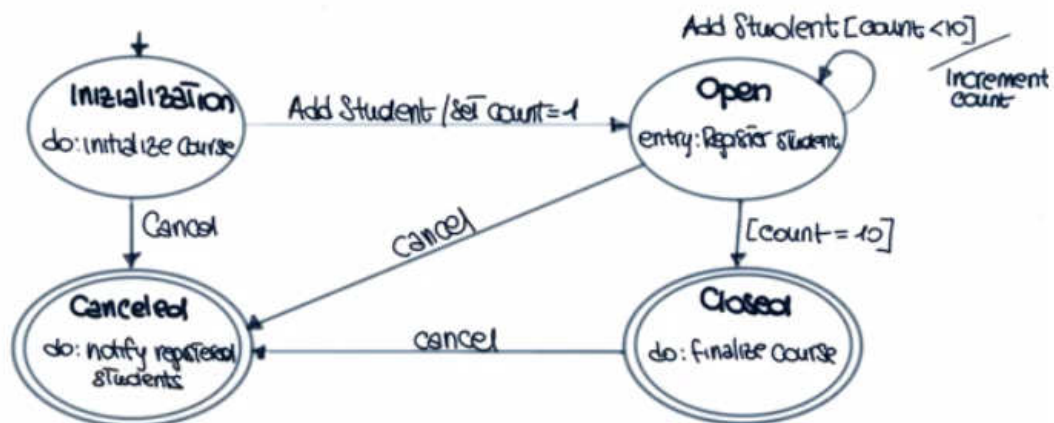 Add Student [count <10]
Increment
count
Inizialization
do: initialize course
Add Student / set count=1
Open
entry: Register student
Cancel
cancel
[count = 10]
Canceled
do: notify registered
students
cancel
Closed
do: finalize course